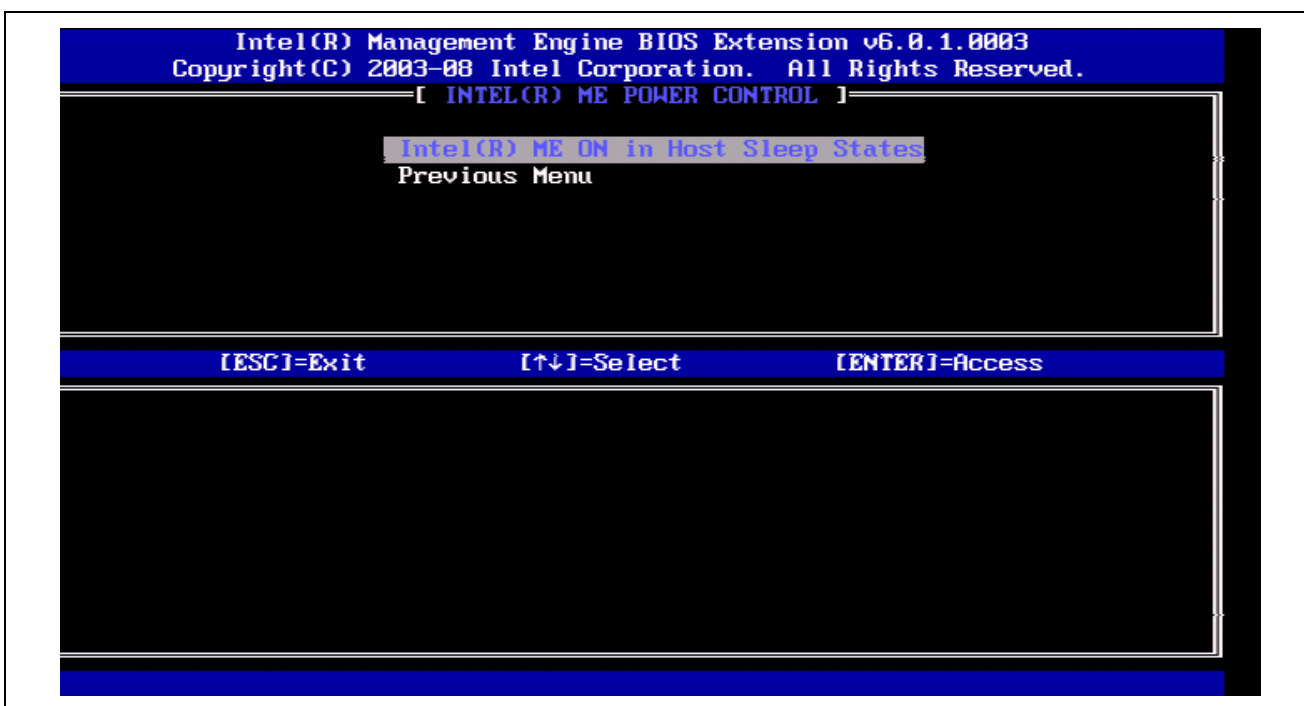 Intel(R) Management Engine BIOS Extension v6.0.1.0003
Copyright(C) 2003-08 Intel Corporation. All Rights Reserved.
[ INTEL(R) ME POWER CONTROL ]
Intel(R) ME ON in Host Sleep States
Previous Menu
[ESC]=Exit [↑↓]=Select [ENTER]=Access